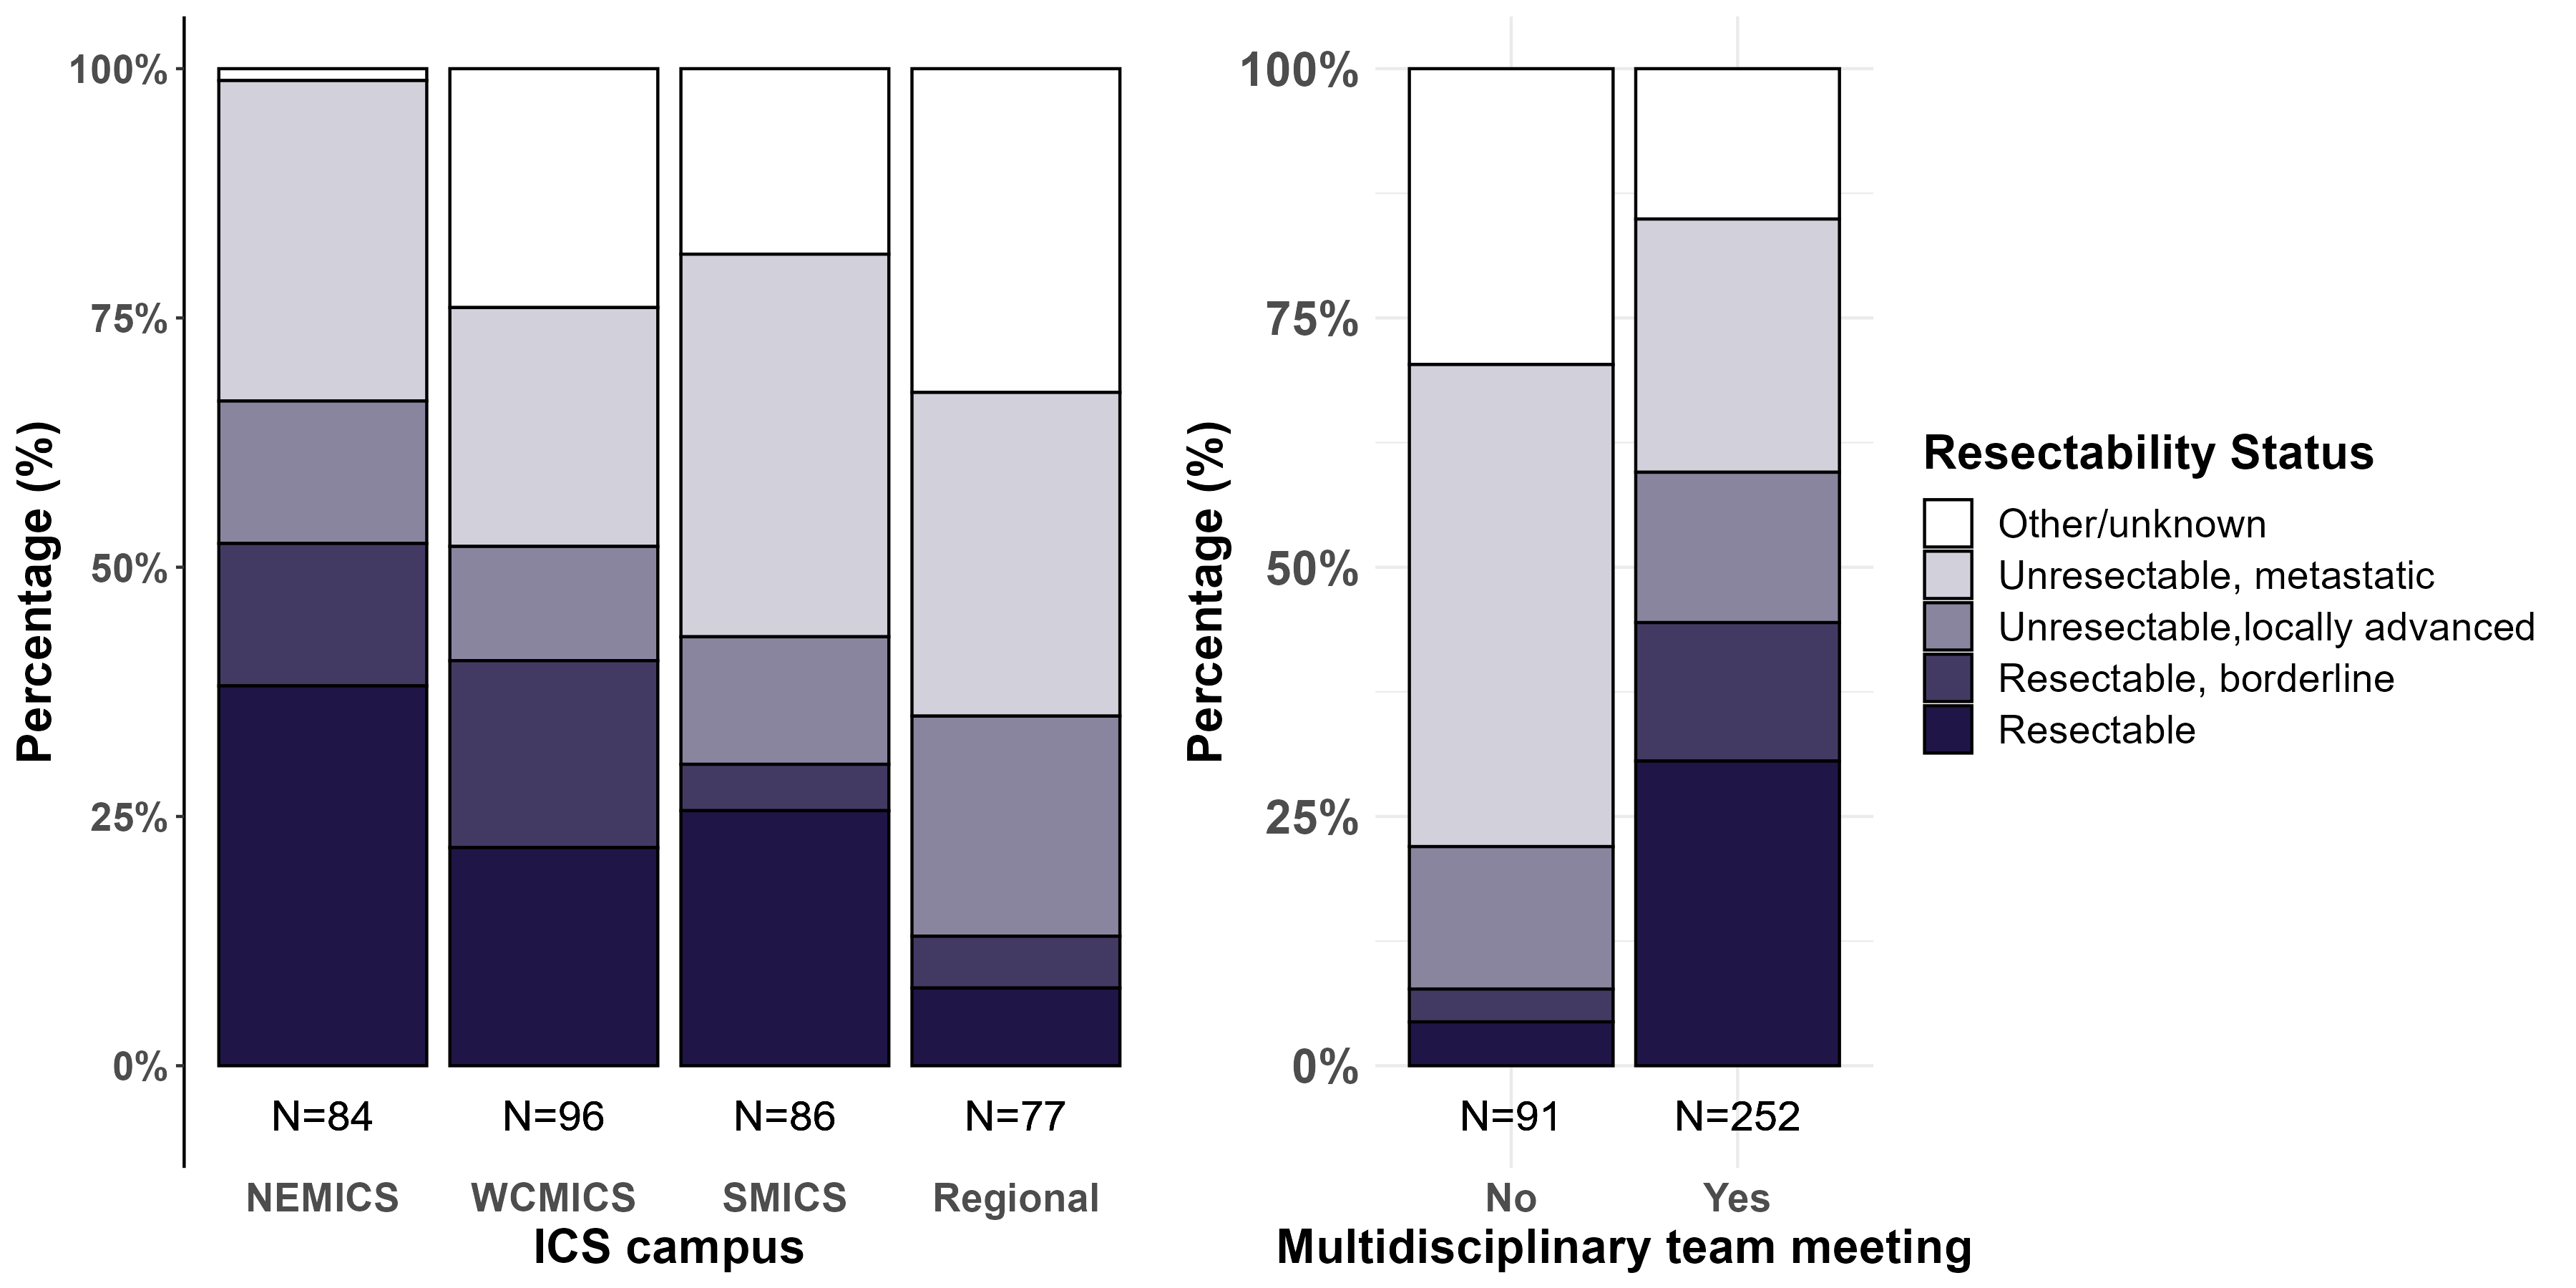 Percentage (%)
100%
75%
50%
25%
0%
N=84
N=96
N=86
N=77
NEMICS
WCMICS
SMICS
Regional
ICS campus
Percentage (%)
100%
75%
50%
25%
0%
N=91
N=252
No
Yes
Multidisciplinary team meeting
Resectability Status
Other/unknown
Unresectable, metastatic
Unresectable,locally advanced
Resectable, borderline
Resectable